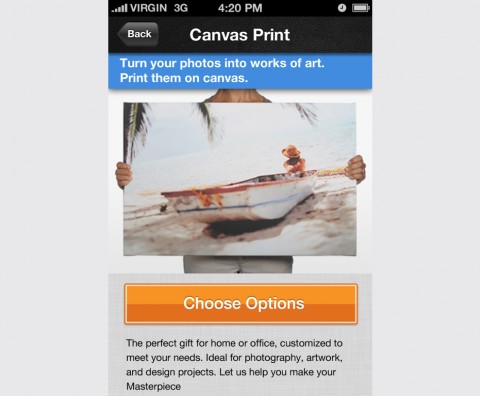 VIRGIN 3G 4:20 PM
Back Canvas Print
Turn your photos into works of art.
Print them on canvas.
Choose Options
The perfect gift for home or office, customized to
meet your needs. Ideal for photography, artwork,
and design projects. Let us help you make your
Masterpiece